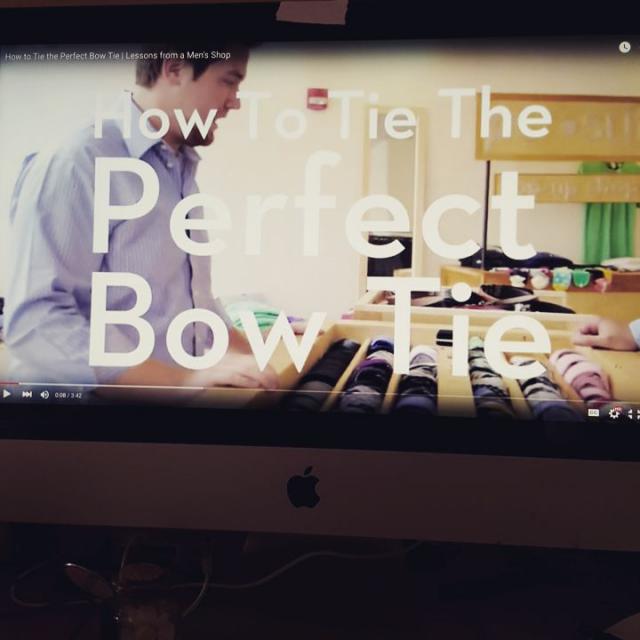 How to Tie the Perfect Bow Tie | Lessons from a Men's Shop
How To Tie The
Perfect
Bow Tie
0:08 / 3:42